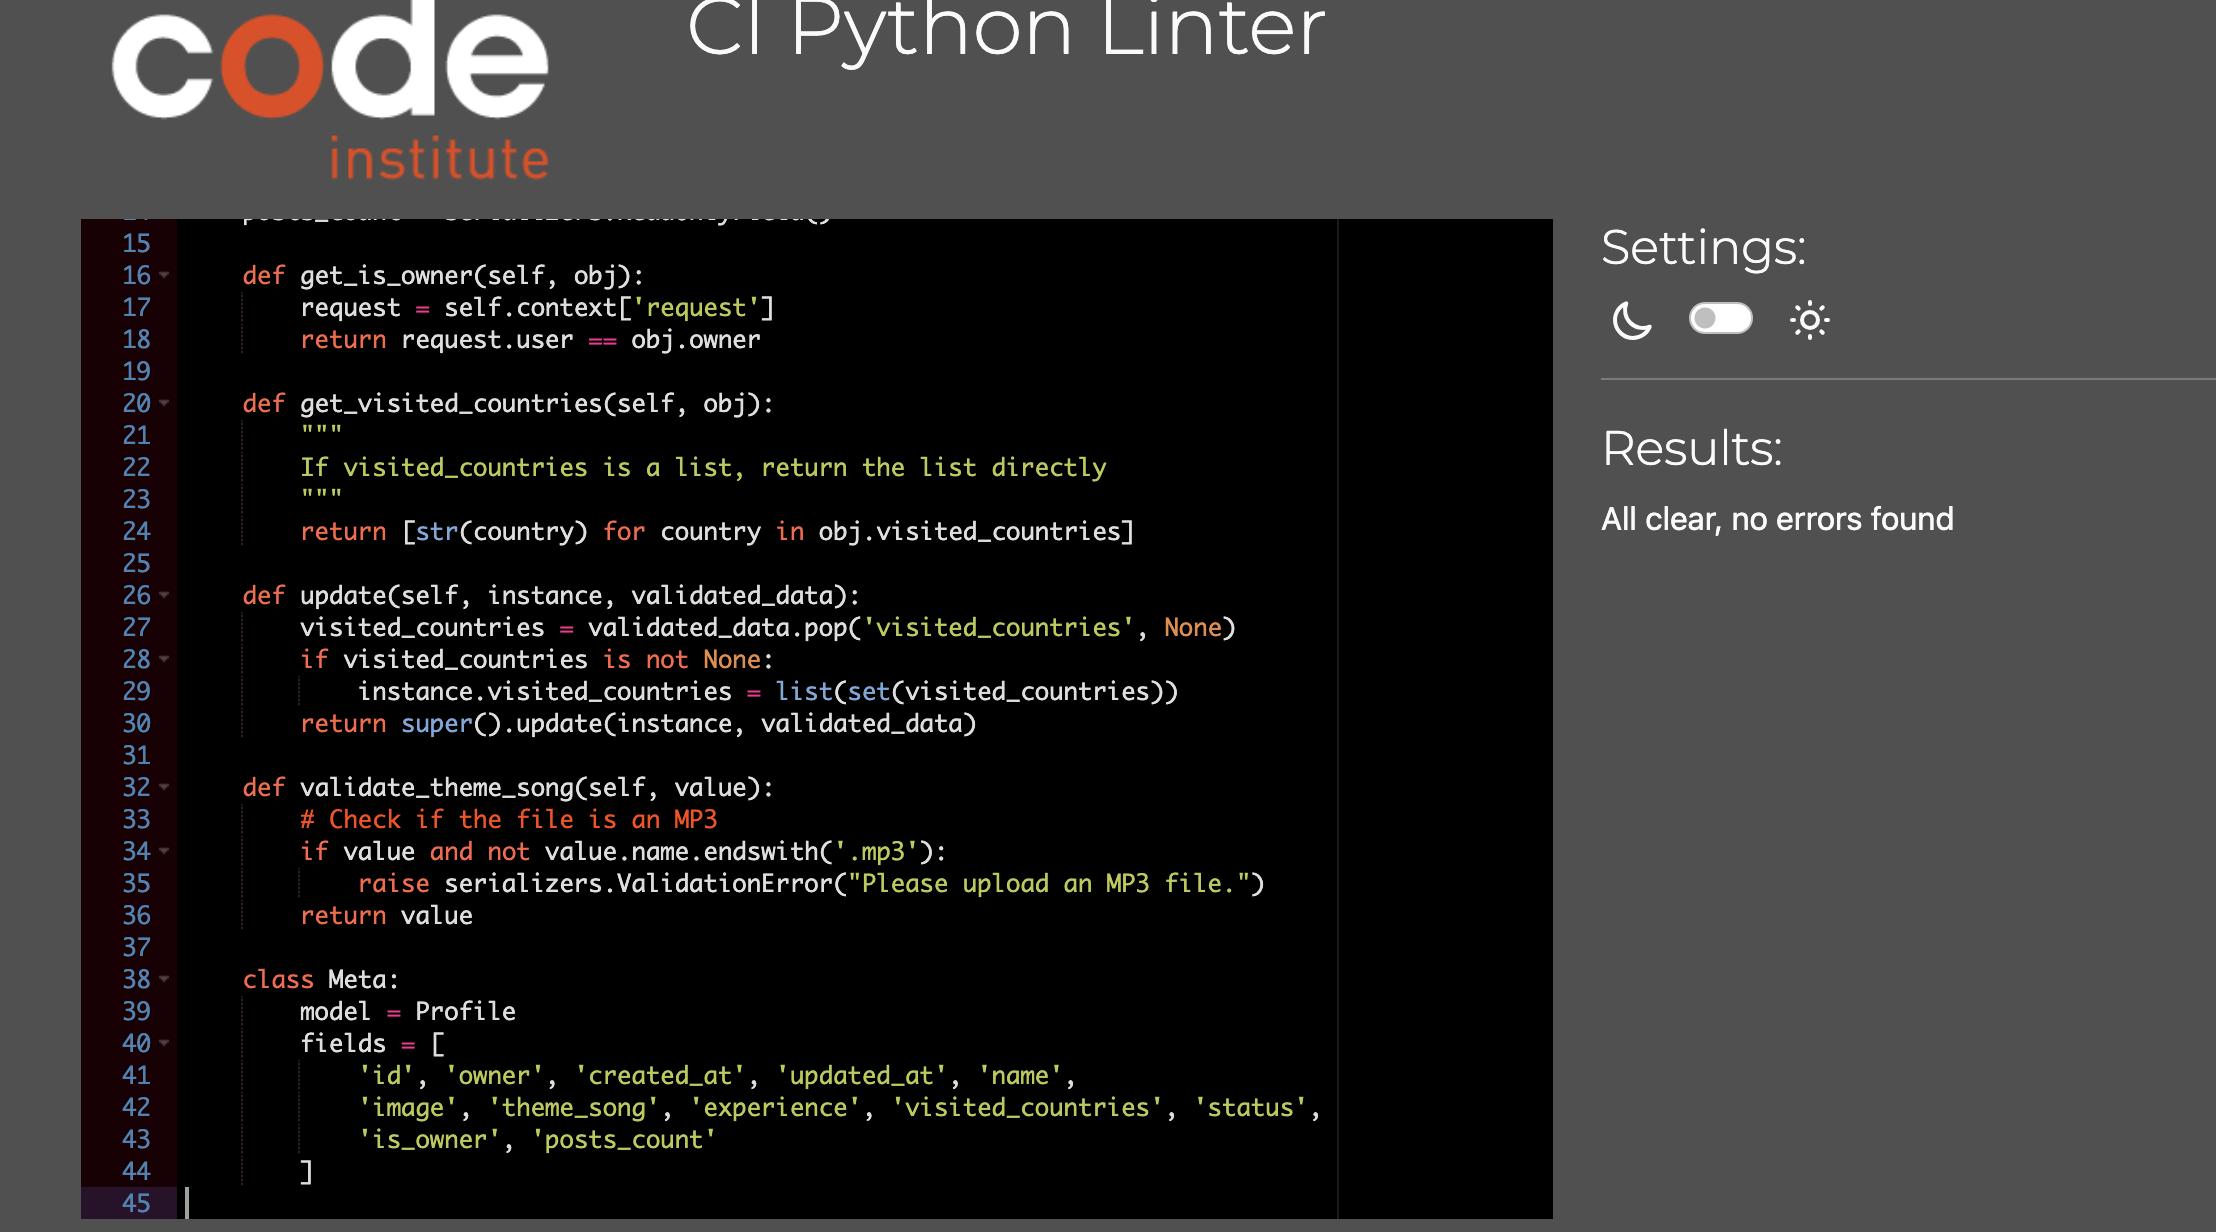 code
institute
CI Python Linter
15
16 def get_is_owner(self, obj):
17 request = self.context['request']
18 return request.user == obj.owner
19
20 def get_visited_countries(self, obj):
21 """
22 If visited_countries is a list, return the list directly
23 """
24 return [str(country) for country in obj.visited_countries]
25
26 def update(self, instance, validated_data):
27 visited_countries = validated_data.pop('visited_countries', None)
28 if visited_countries is not None:
29 instance.visited_countries = list(set(visited_countries))
30 return super().update(instance, validated_data)
31
32 def validate_theme_song(self, value):
33 # Check if the file is an MP3
34 if value and not value.name.endswith('.mp3'):
35 raise serializers.ValidationError("Please upload an MP3 file.")
36 return value
37
38 class Meta:
39 model = Profile
40 fields = [
41 'id', 'owner', 'created_at', 'updated_at', 'name',
42 'image', 'theme_song', 'experience', 'visited_countries', 'status',
43 'is_owner', 'posts_count'
44 ]
45
Settings:
Results:
All clear, no errors found